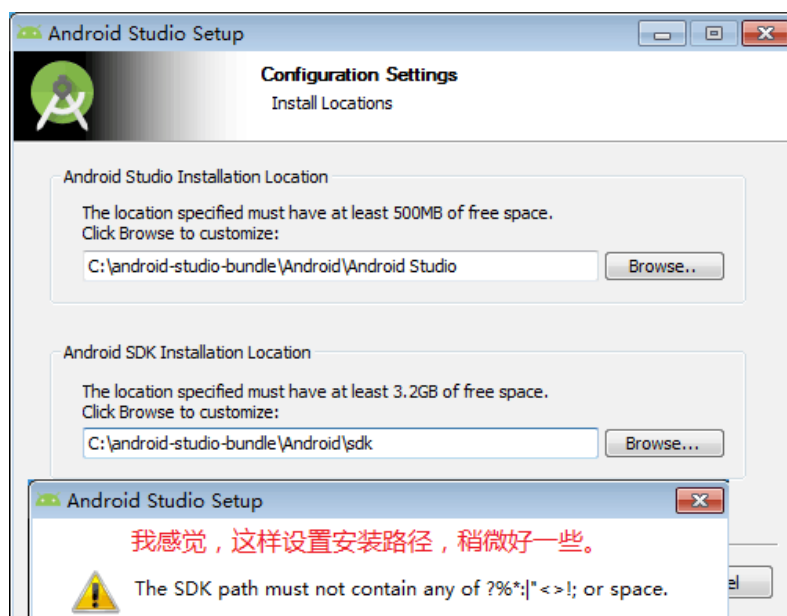 Android Studio Setup
Configuration Settings
Install Locations
Android Studio Installation Location
The location specified must have at least 500MB of free space.
Click Browse to customize:
C:\android-studio-bundle\Android\Android Studio
Browse..
Android SDK Installation Location
The location specified must have at least 3.2GB of free space.
Click Browse to customize:
C:\android-studio-bundle\Android\sdk
Browse...
Android Studio Setup
我感觉，这样设置安装路径，稍微好一些。
The SDK path must not contain any of ?%*:|"<>!; or space.